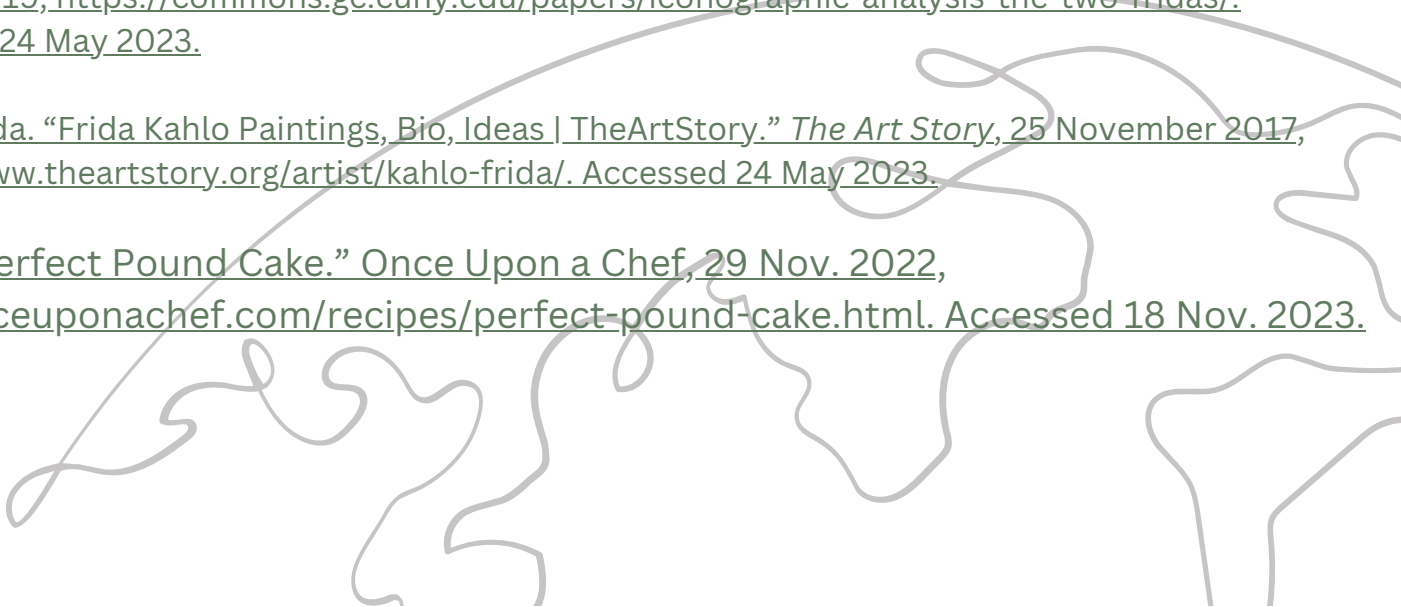 https://commons.gc.cuny.edu/papers/iconographic-analysis-the-two-fridas/.
24 May 2023.
“Frida Kahlo Paintings, Bio, Ideas | TheArtStory.” The Art Story, 25 November 2017,
ww.theartstory.org/artist/kahlo-frida/. Accessed 24 May 2023.
erfect Pound Cake.” Once Upon a Chef, 29 Nov. 2022,
ceuponachef.com/recipes/perfect-pound-cake.html. Accessed 18 Nov. 2023.